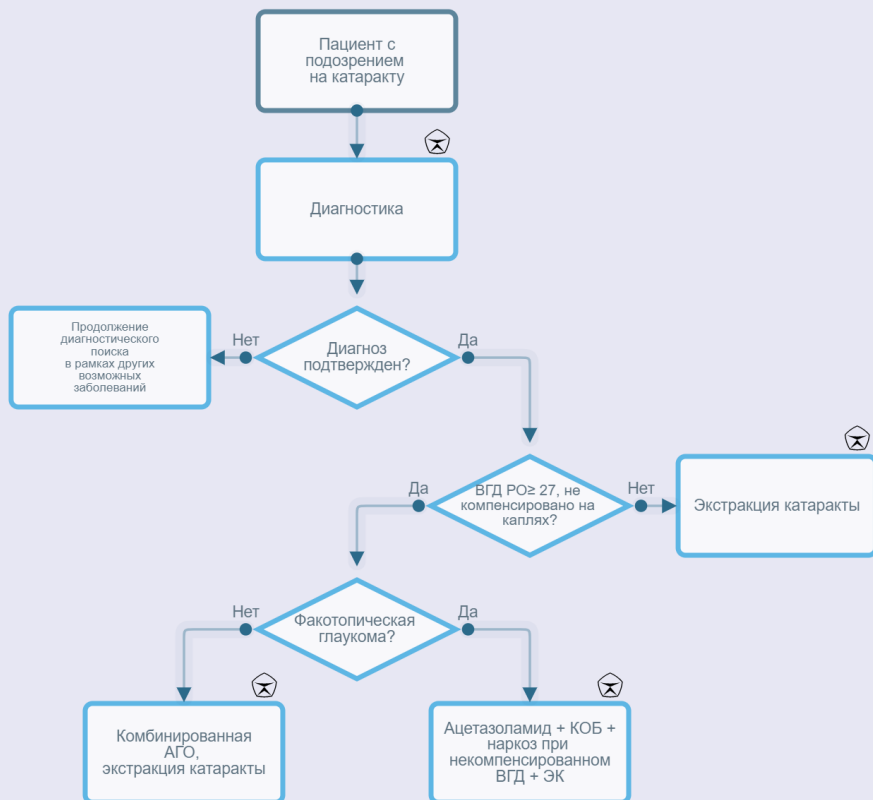 Пациент с
подозрением
на катаракту
Диагностика
Продолжение
диагностического
поиска
в рамках других
возможных
заболеваний
Нет
Диагноз
подтвержден?
Да
Да
ВГД РО≥ 27, не
компенсировано на
каплях?
Нет
Экстракция катаракты
Нет
Факотопическая
глаукома?
Да
Комбинированная
АГО,
экстракция катаракты
Ацетазоламид + КОБ +
наркоз при
некомпенсированном
ВГД + ЭК